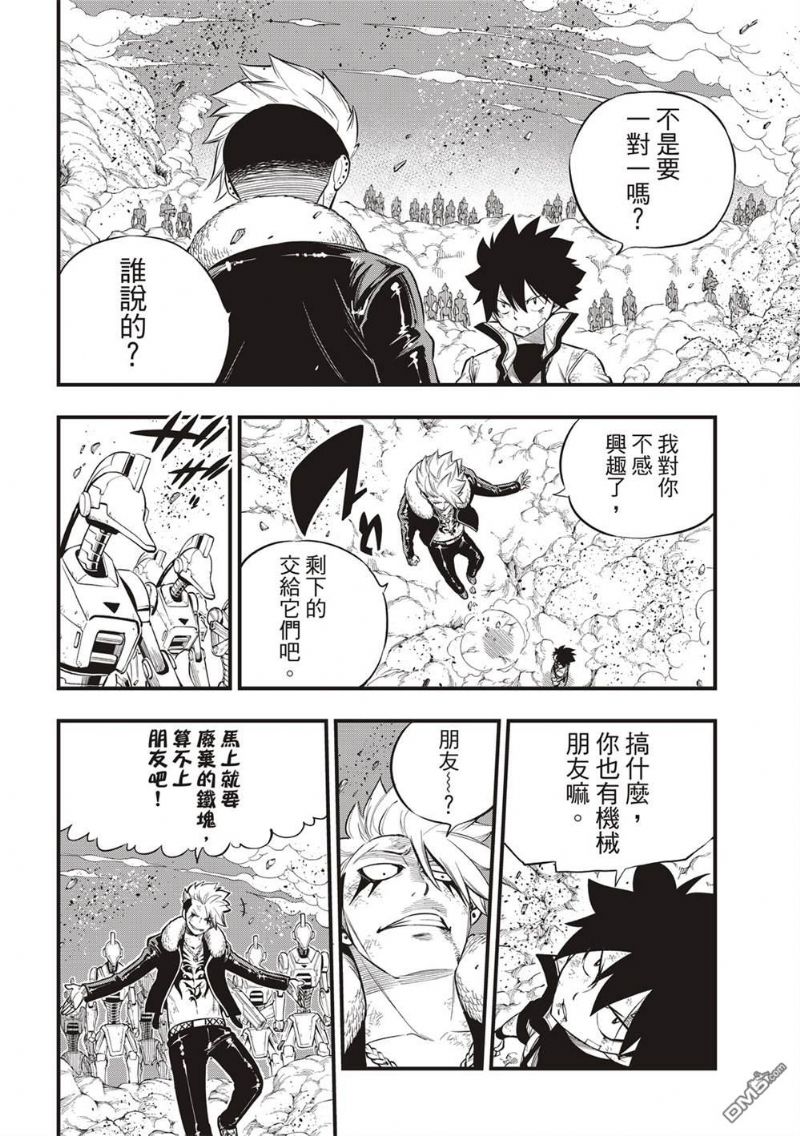 不是要
一對一嗎？
誰說的？
我對你
不感
興趣了，
剩下的
交給它們吧。
搞什麼，
你也有機械
朋友嘛。
朋友～？
馬上就要
廢棄的鐵塊，
算不上
朋友吧！
DM5.com